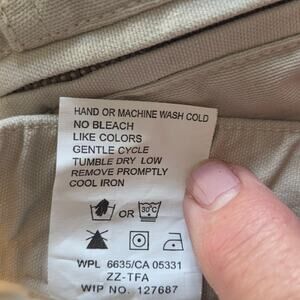 HAND OR MACHINE WASH COLD
NO BLEACH
LIKE COLORS
GENTLE CYCLE
TUMBLE DRY LOW
REMOVE PROMPTLY
COOL IRON
OR 30°C
WPL 6635/CA 05331
ZZ-TFA
WIP NO. 127687